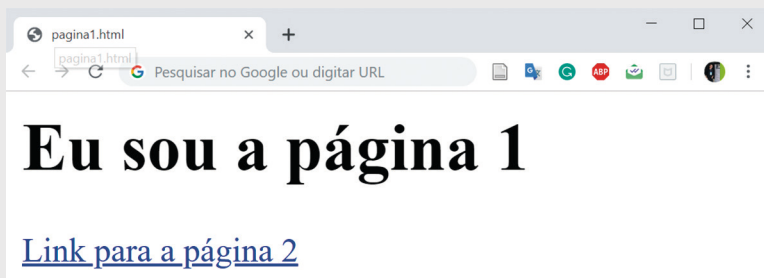 pagina1.html
pagina1.html
Pesquisar no Google ou digitar URL
ABP
Eu sou a página 1
Link para a página 2